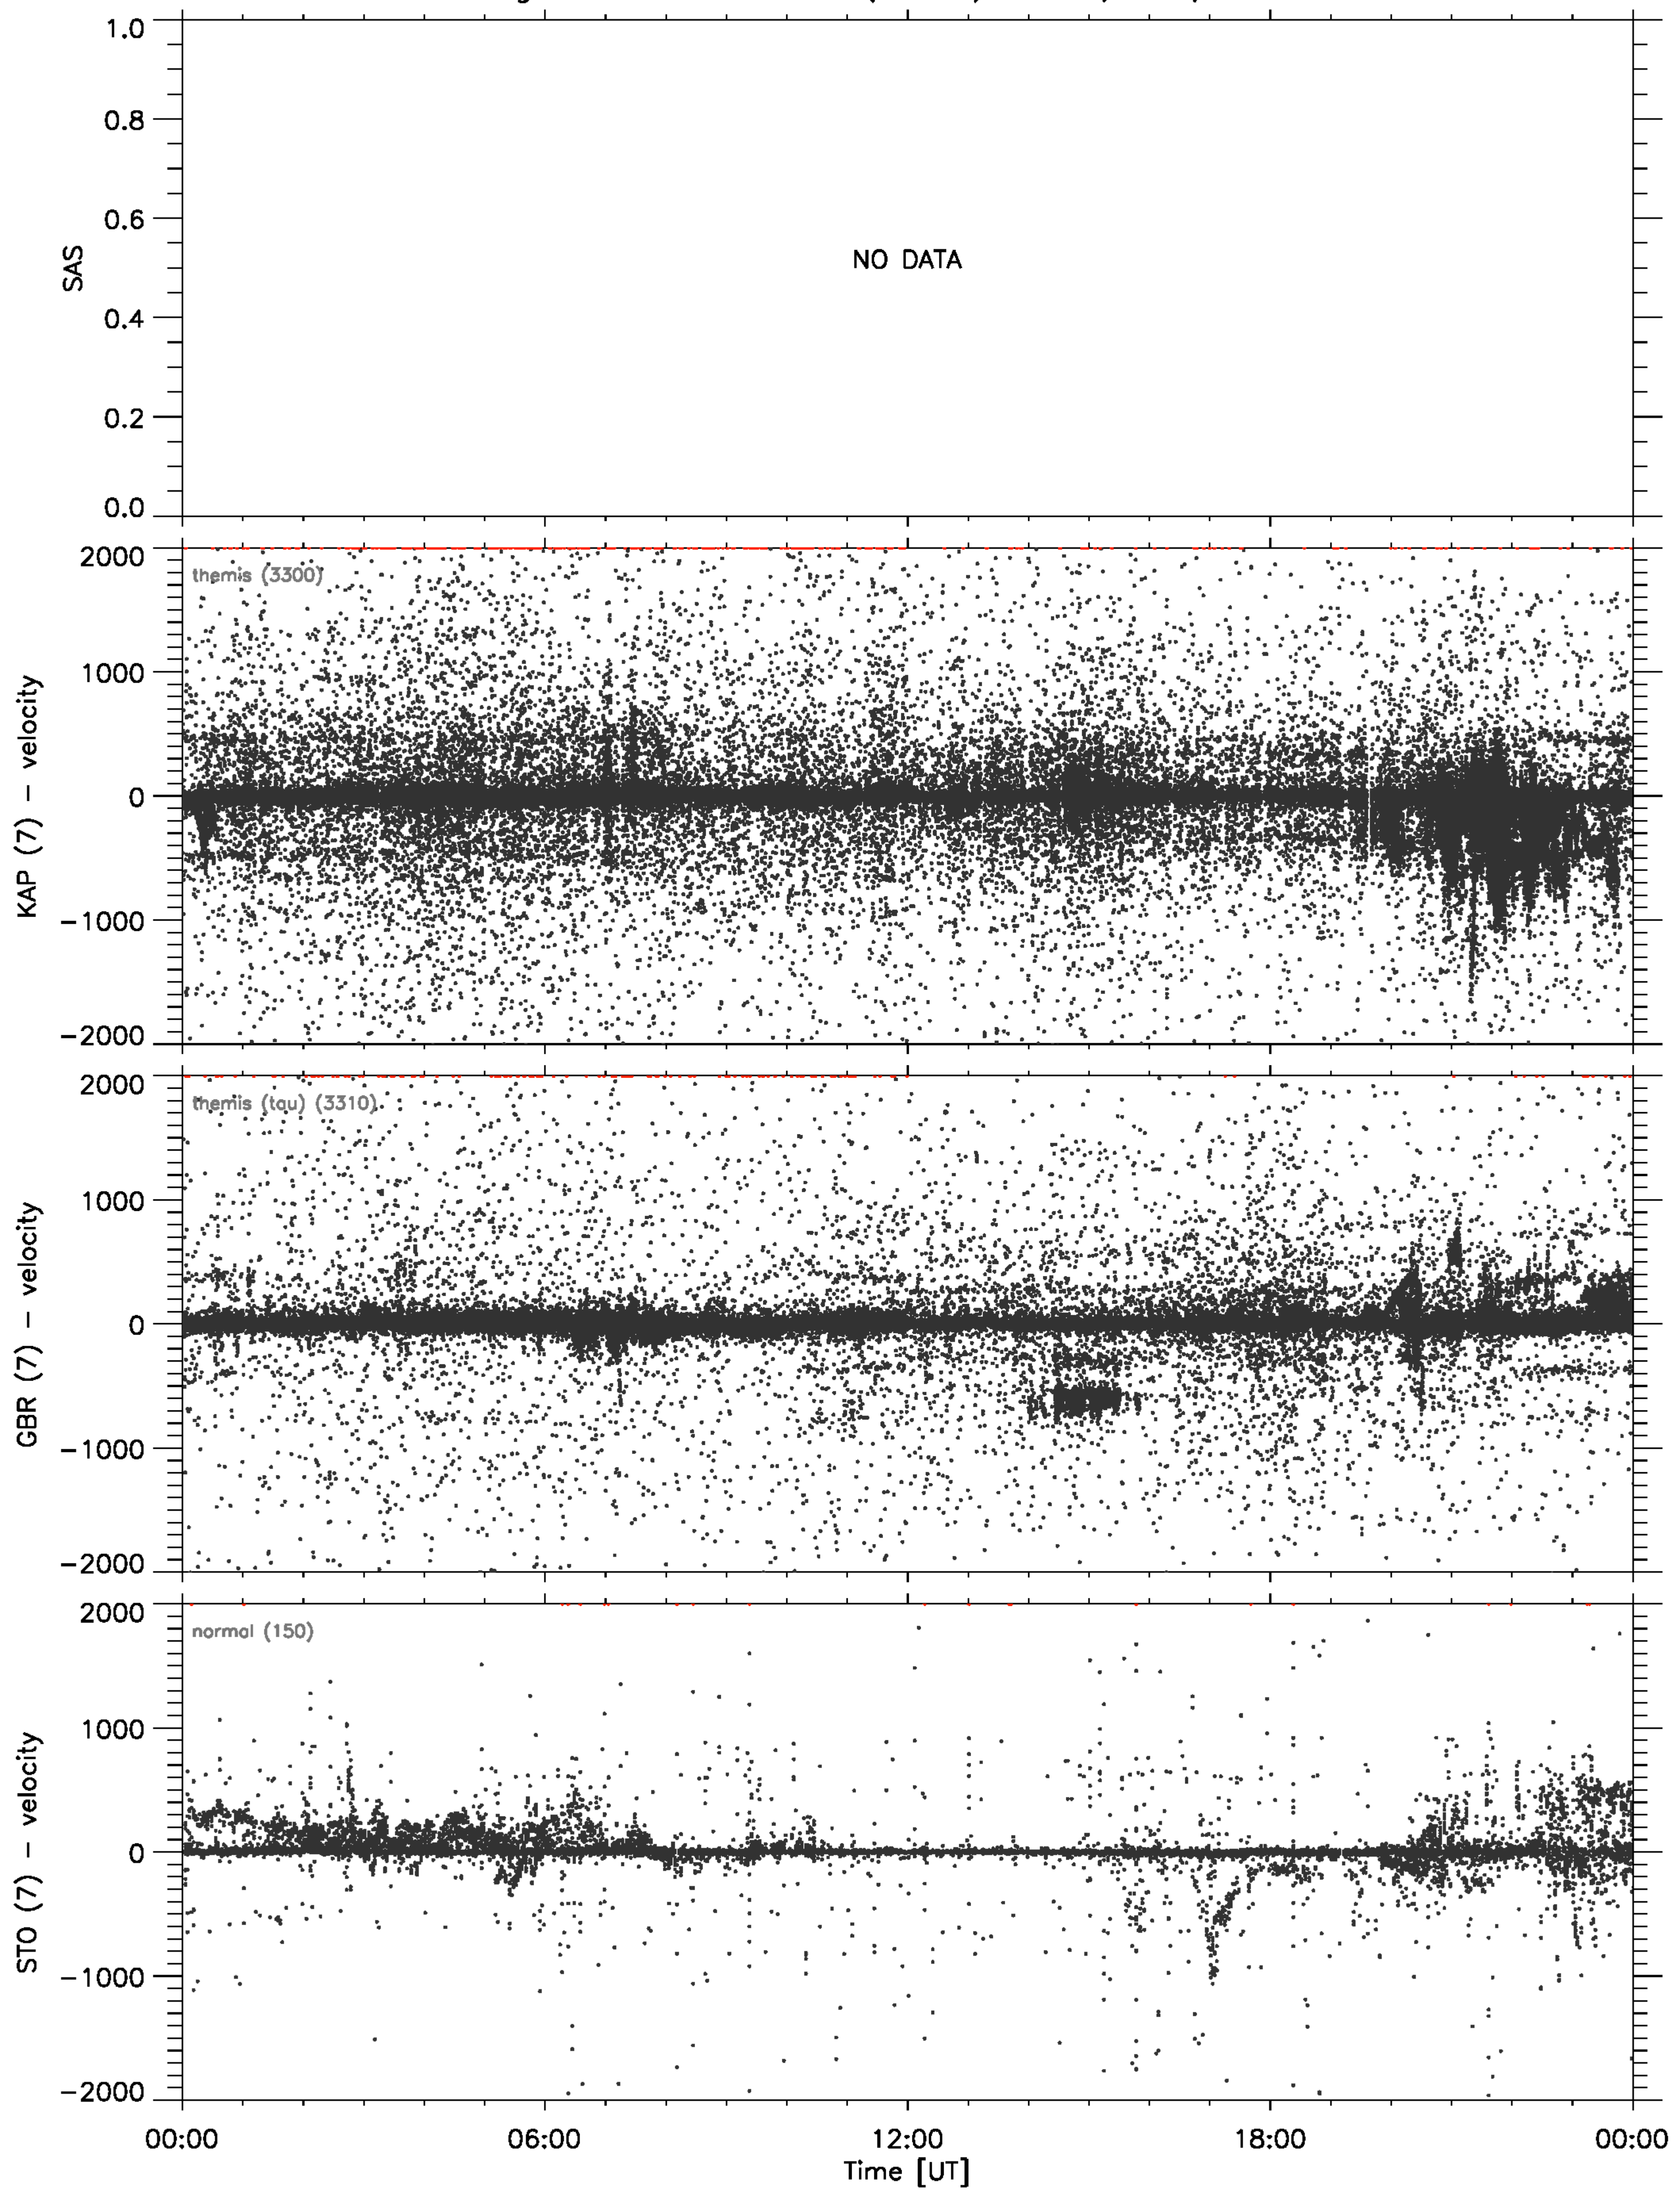 1.0
0.8
0.6
0.4
0.2
0.0
SAS
NO DATA
2000
1000
0
−1000
−2000
KAP (7) − velocity
themis (3300)
2000
1000
0
−1000
−2000
GBR (7) − velocity
themis (tau) (3310)
2000
1000
0
−1000
−2000
STO (7) − velocity
normal (150)
00:00 06:00 12:00 18:00 00:00
Time [UT]